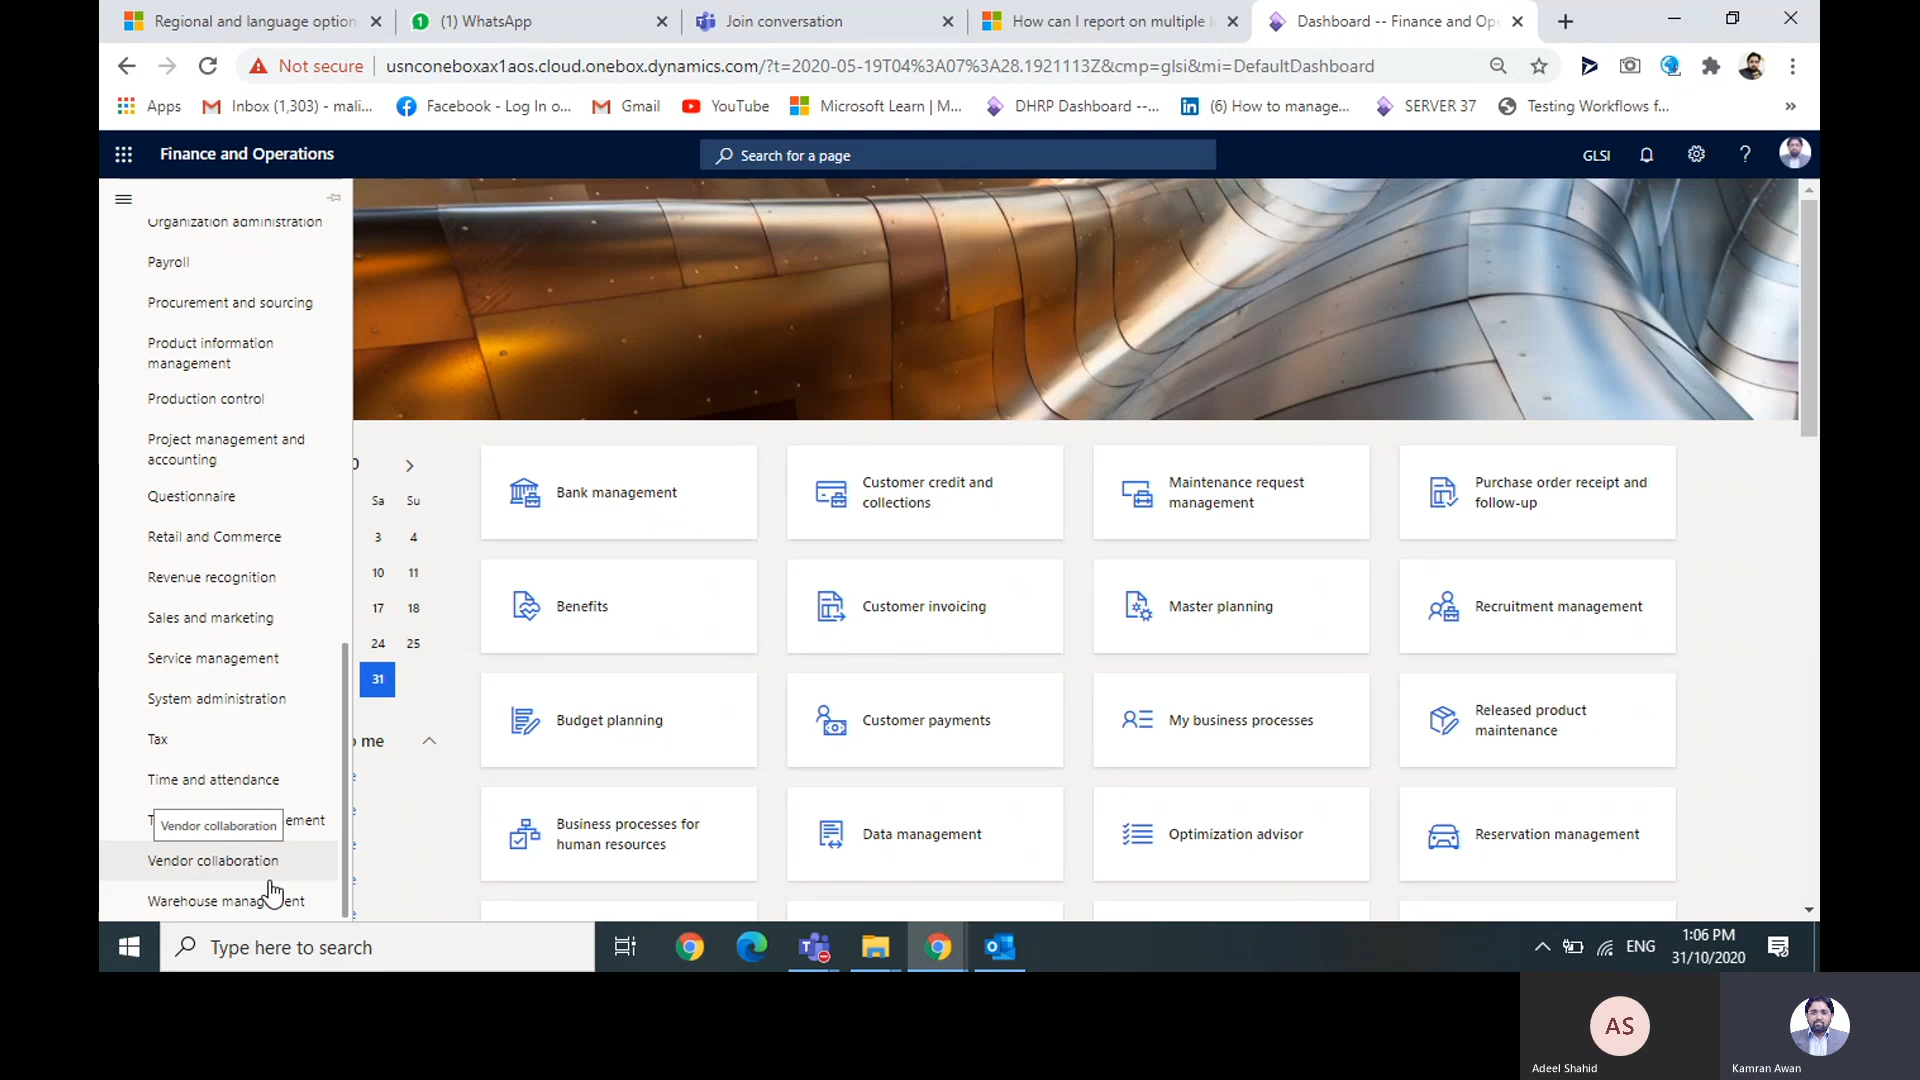 Regional and language option
(1) WhatsApp
Join conversation
How can I report on multiple l
Dashboard -- Finance and Ope
Not secure
usnconeboxax1aos.cloud.onebox.dynamics.com/?t=2020-05-19T04%3A07%3A28.1921113Z&cmp=glsi&mi=DefaultDashboard
Apps
Inbox (1,303) - mali...
Facebook - Log In o...
Gmail
YouTube
Microsoft Learn | M...
DHRP Dashboard --...
(6) How to manage...
SERVER 37
Testing Workflows f...
Finance and Operations
Search for a page
GLSI
Organization administration
Payroll
Procurement and sourcing
Product information
management
Production control
Project management and
accounting
Questionnaire
Retail and Commerce
Revenue recognition
Sales and marketing
Service management
System administration
Tax
Time and attendance
T
ement
Vendor collaboration
Vendor collaboration
Warehouse management
0
Sa Su
3 4
10 11
17 18
24 25
31
o me
e
e
e
e
e
Bank management
Customer credit and
collections
Maintenance request
management
Purchase order receipt and
follow-up
Benefits
Customer invoicing
Master planning
Recruitment management
Budget planning
Customer payments
My business processes
Released product
maintenance
Business processes for
human resources
Data management
Optimization advisor
Reservation management
Type here to search
ENG
1:06 PM
31/10/2020
AS
Adeel Shahid
Kamran Awan